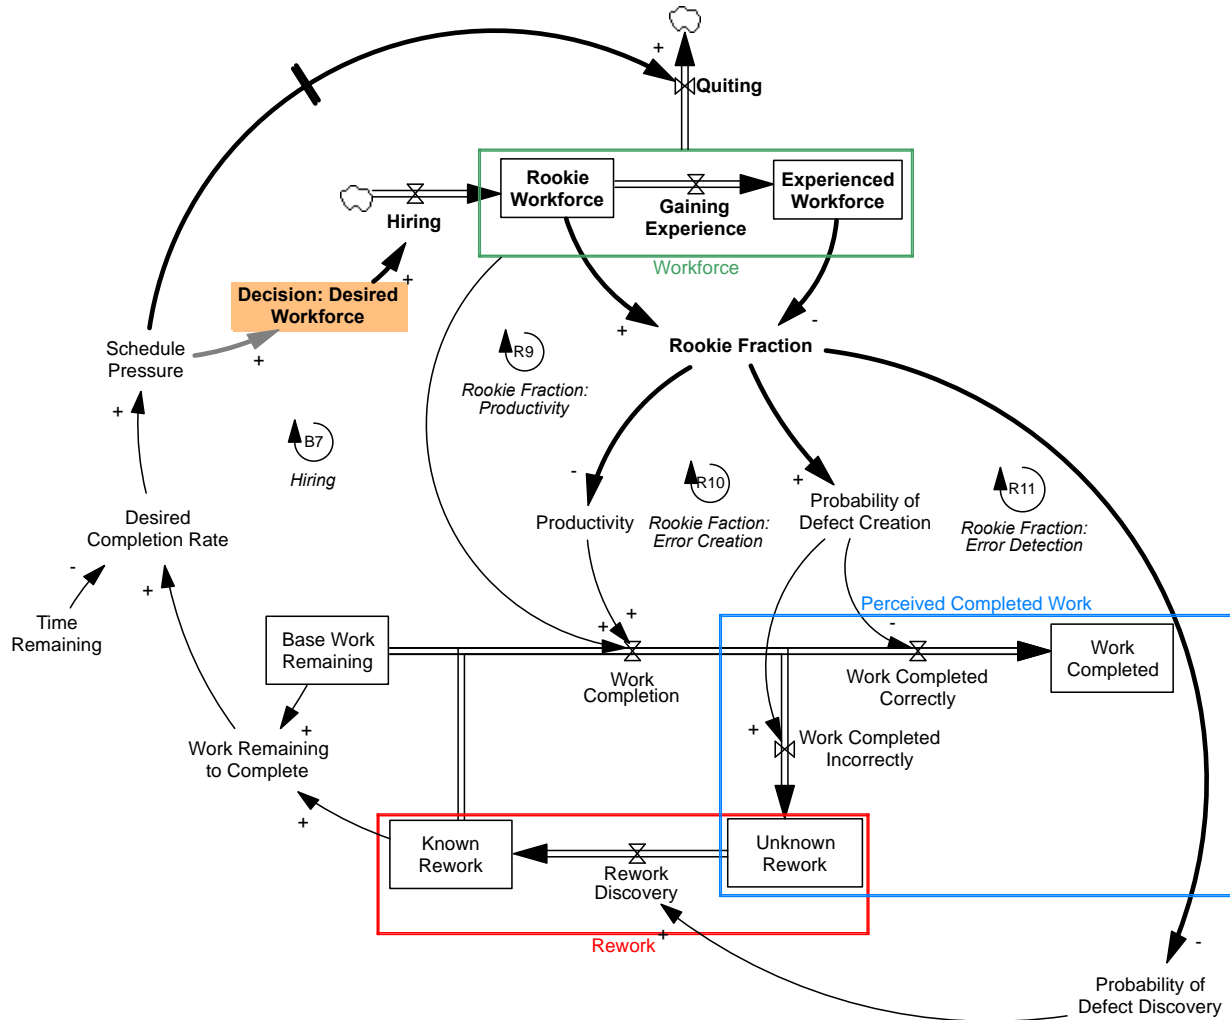 +
Quiting
Rookie
Workforce
Experienced
Workforce
Gaining
Experience
Hiring
Workforce
+
Decision: Desired
Workforce
+
-
+
Schedule
Pressure
Rookie Fraction
R9
Rookie Fraction:
Productivity
+
B7
Hiring
-
+
R10
Rookie Faction:
Error Creation
R11
Rookie Fraction:
Error Detection
Productivity
Probability of
Defect Creation
Desired
Completion Rate
-
+
Time
Remaining
Perceived Completed Work
+
+
-
Base Work
Remaining
Work
Completion
Work Completed
Correctly
Work
Completed
+
+
Work Completed
Incorrectly
Work Remaining
to Complete
+
Known
Rework
Unknown
Rework
Rework
Discovery
Rework
+
-
Probability of
Defect Discovery